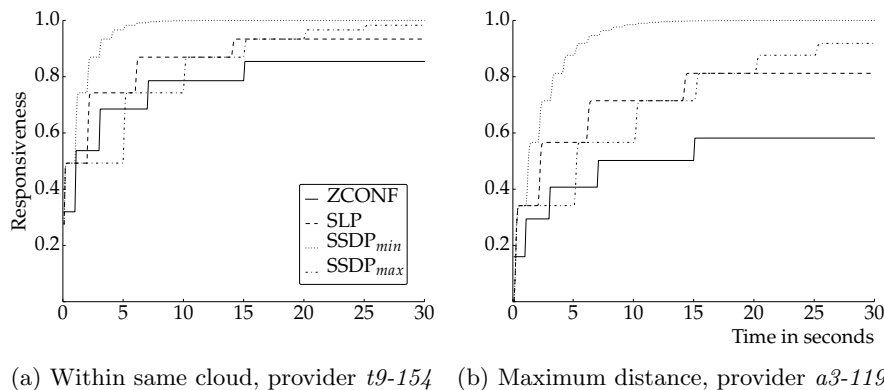 1.0
0.8
0.6
0.4
0.2
Responsiveness
ZCONF
SLP
SSDPmin
SSDPmax
0 5 10 15 20 25 30
1.0
0.8
0.6
0.4
0.2
0 5 10 15 20 25 30
Time in seconds
(a) Within same cloud, provider t9-154 (b) Maximum distance, provider a3-119